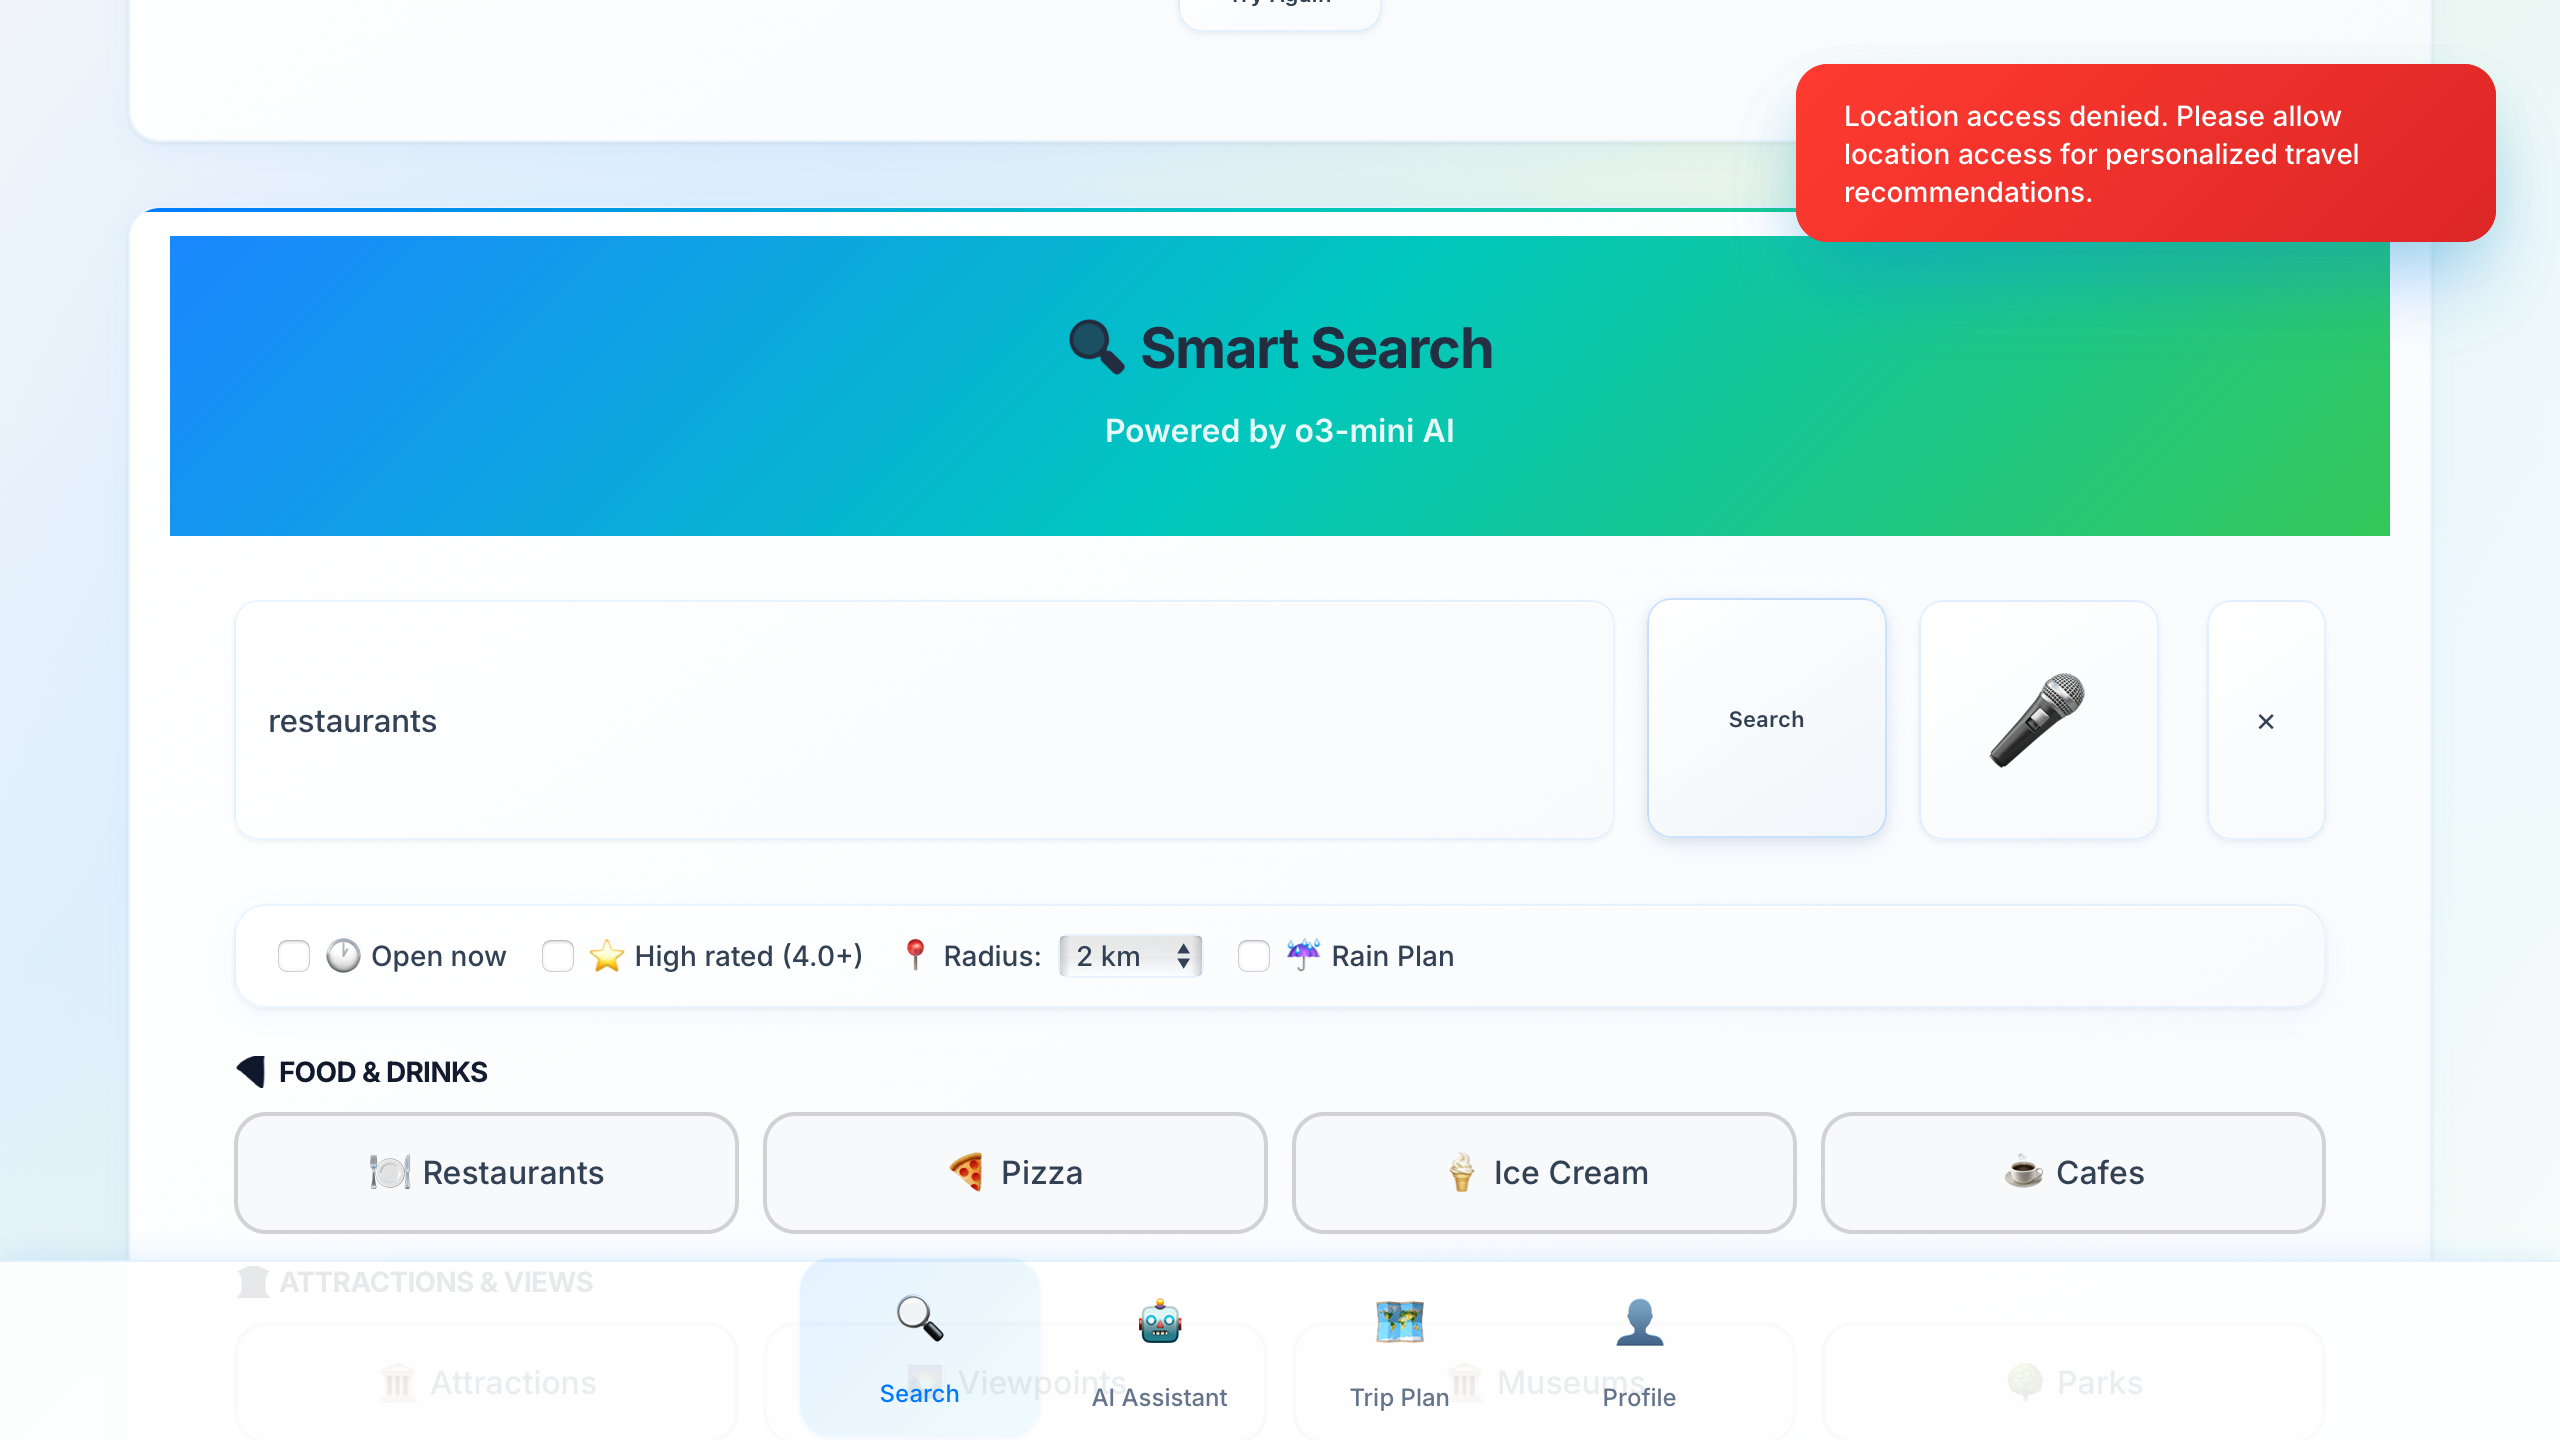 Try Again
Location access denied. Please allow
location access for personalized travel
recommendations.
🔍 Smart Search
Powered by o3-mini AI
restaurants
Search
🎤
×
🕐 Open now
⭐ High rated (4.0+)
📍 Radius:
2 km
☔ Rain Plan
FOOD & DRINKS
🍽️ Restaurants
🍕 Pizza
🍦 Ice Cream
☕ Cafes
ATTRACTIONS & VIEWS
🏛️ Attractions
Viewpoints
🏛️ Museums
🌳 Parks
Search
AI Assistant
Trip Plan
Profile